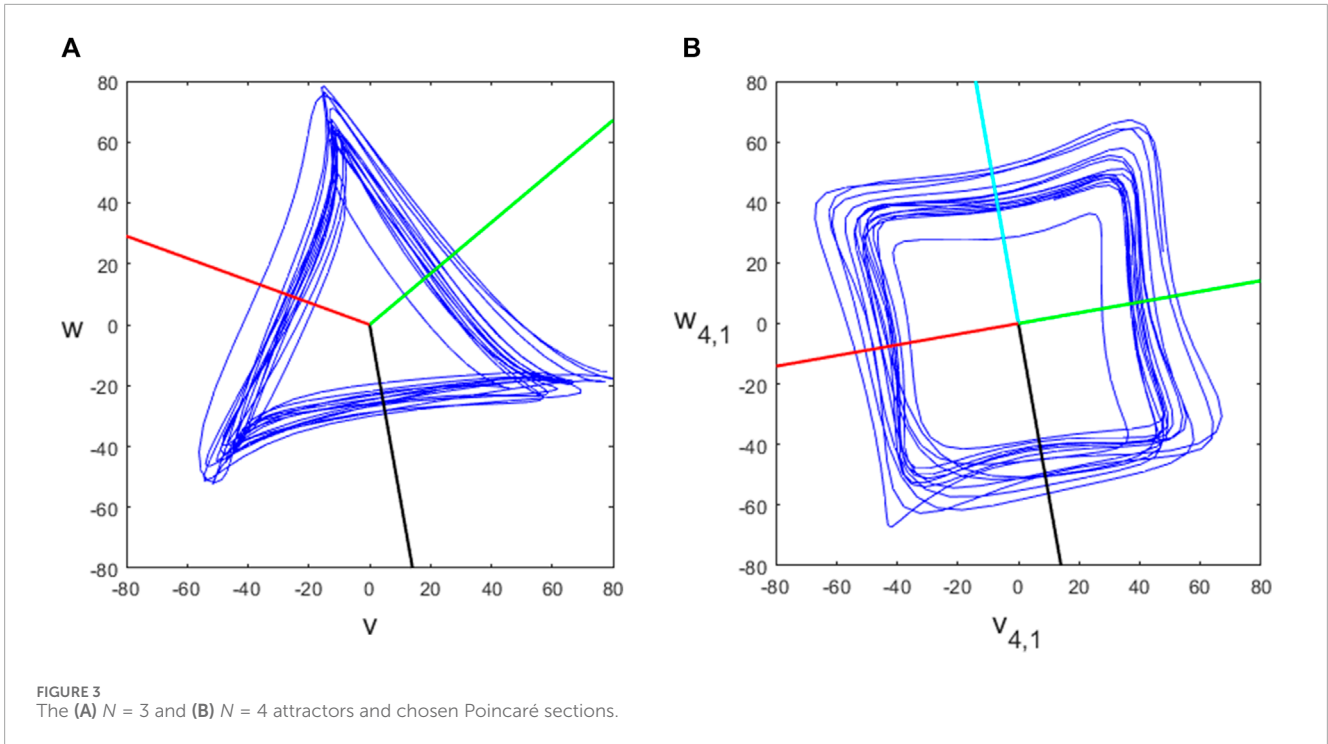 A
B
80
60
40
20
0
-20
-40
-60
-80
w
-80 -60 -40 -20 0 20 40 60 80
v
80
60
40
20
0
-20
-40
-60
-80
w4,1
-80 -60 -40 -20 0 20 40 60 80
v4,1
FIGURE 3
The (A) N = 3 and (B) N = 4 attractors and chosen Poincaré sections.